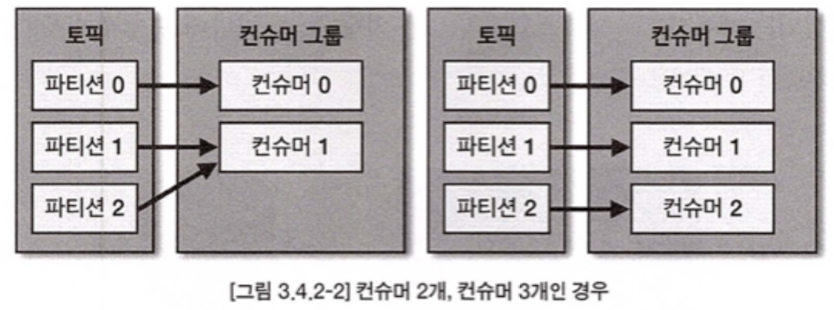 토픽
컨슈머 그룹
파티션 0
컨슈머 0
파티션 1
컨슈머 1
파티션 2
토픽
컨슈머 그룹
파티션 0
컨슈머 0
파티션 1
컨슈머 1
파티션 2
컨슈머 2
[그림 3.4.2-2] 컨슈머 2개, 컨슈머 3개인 경우